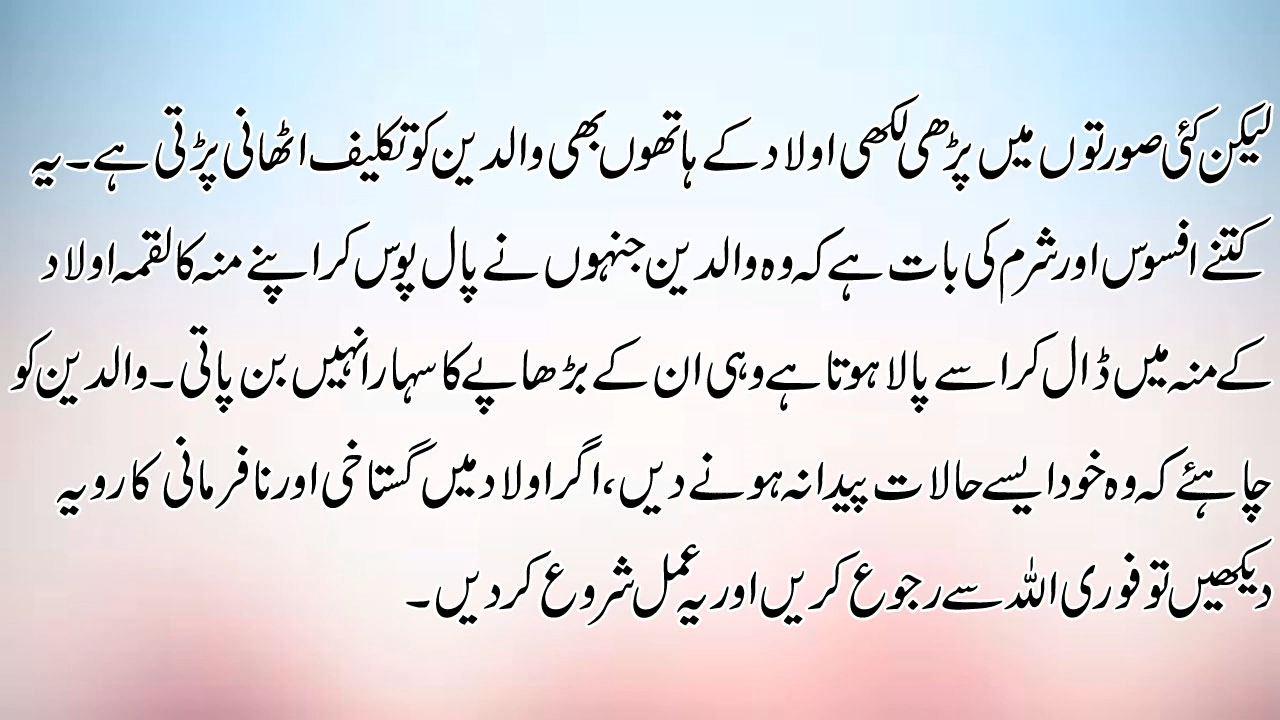 لیکن کئی صورتوں میں پڑھی لکھی اولاد کے ہاتھوں بھی والدین کو تکلیف اٹھانی پڑتی ہے۔ یہ
کتنے افسوس اور شرم کی بات ہے کہ وہ والدین جنہوں نے پال پوس کر اپنے منہ کا لقمہ اولاد
کے منہ میں ڈال کر اسے پالا ہوتا ہے وہی ان کے بڑھاپے کا سہارا نہیں بن پاتی۔ والدین کو
چاہئے کہ وہ خود ایسے حالات پیدا نہ ہونے دیں، اگر اولاد میں گستاخی اور نافرمانی کا رویہ
دیکھیں تو فوری اللہ سے رجوع کریں اور یہ عمل شروع کردیں۔